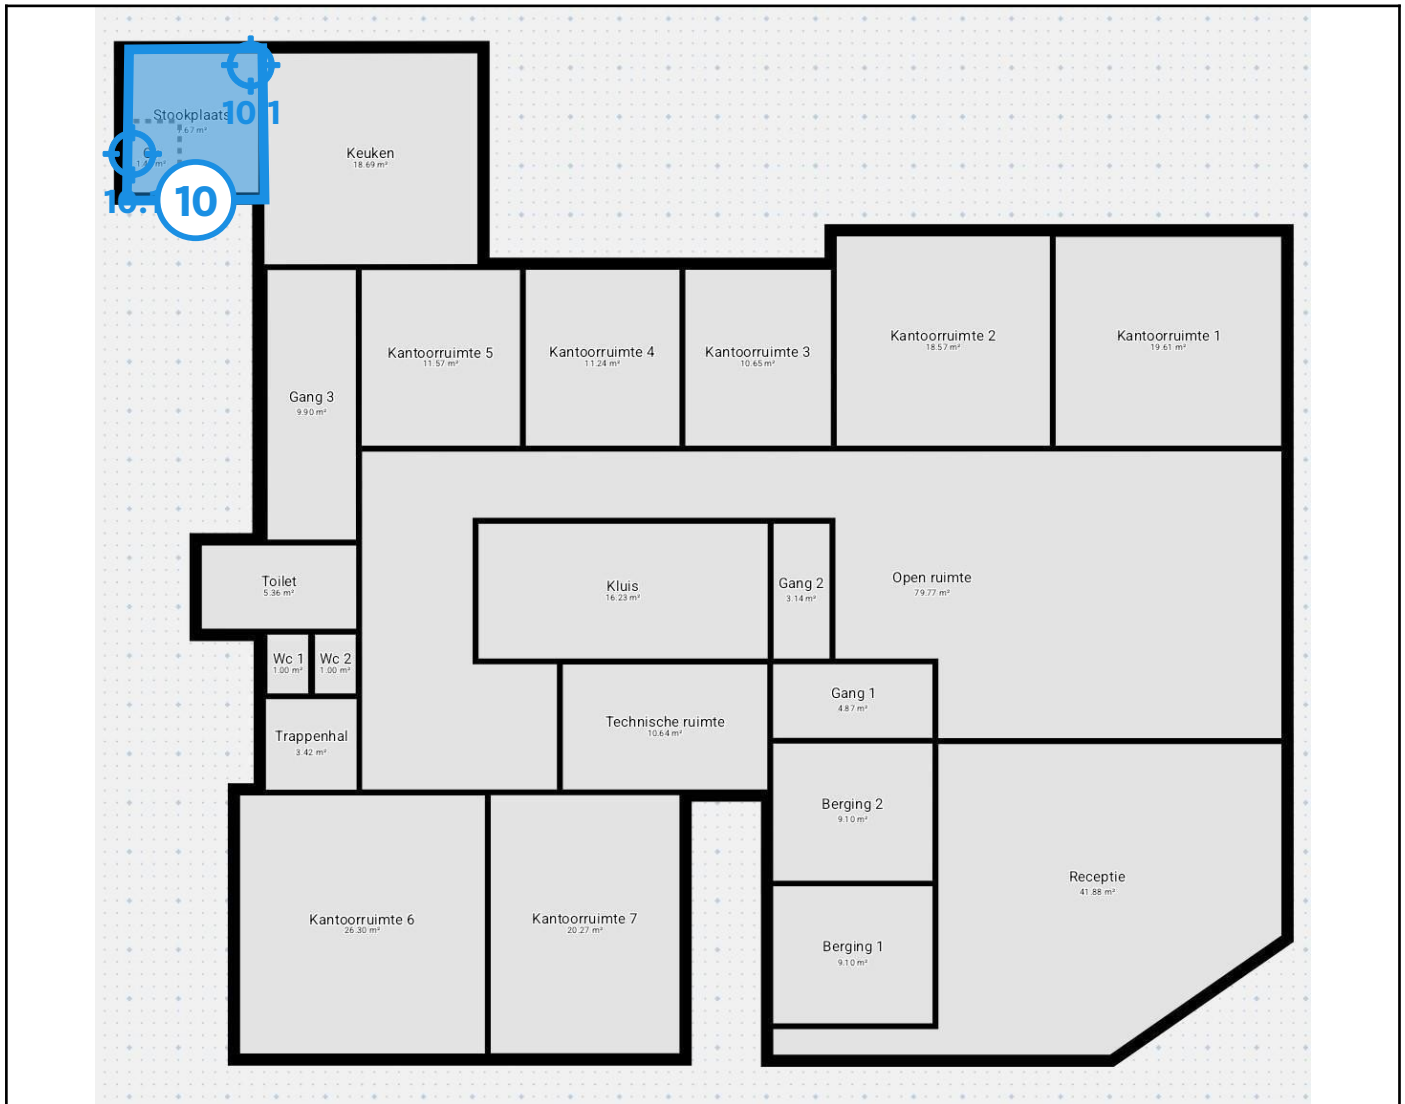 Stookplaats
10.1
10
Keuken
18.69 m²
Kantoorruimte 2
18.57 m²
Kantoorruimte 1
19.61 m²
Kantoorruimte 5
11.57 m²
Kantoorruimte 4
11.24 m²
Kantoorruimte 3
10.65 m²
Gang 3
9.90 m²
Toilet
5.36 m²
Kluis
16.23 m²
Gang 2
3.14 m²
Open ruimte
79.77 m²
Wc 1
1.00 m²
Wc 2
1.00 m²
Gang 1
4.87 m²
Technische ruimte
10.64 m²
Trappenhal
3.42 m²
Berging 2
9.10 m²
Receptie
41.88 m²
Kantoorruimte 6
26.30 m²
Kantoorruimte 7
20.27 m²
Berging 1
9.10 m²